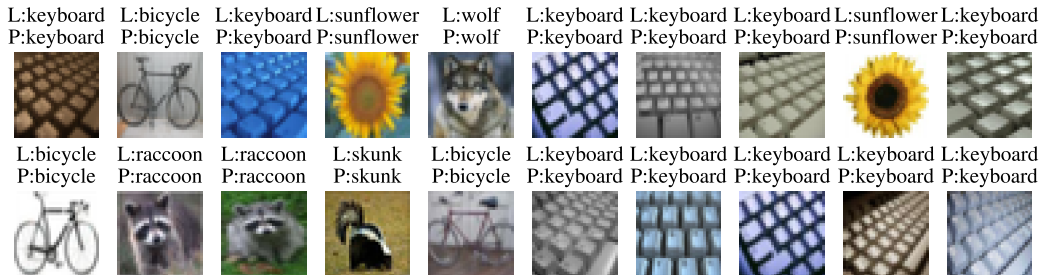 L:keyboard L:bicycle L:keyboard L:sunflower L:wolf L:keyboard L:keyboard L:keyboard L:sunflower L:keyboard
P:keyboard P:bicycle P:keyboard P:sunflower P:wolf P:keyboard P:keyboard P:keyboard P:sunflower P:keyboard
L:bicycle L:raccoon L:raccoon L:skunk L:bicycle L:keyboard L:keyboard L:keyboard L:keyboard L:keyboard
P:bicycle P:raccoon P:raccoon P:skunk P:bicycle P:keyboard P:keyboard P:keyboard P:keyboard P:keyboard